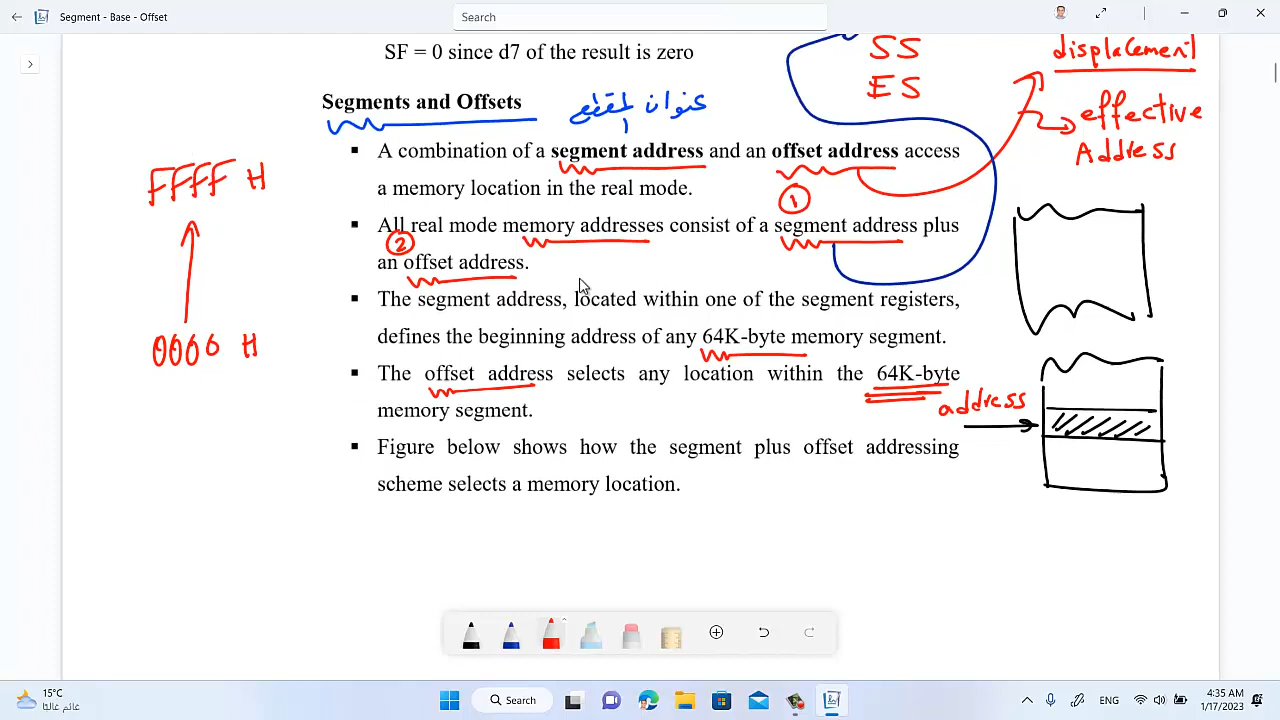 Segment - Base - Offset
Search
SF = 0 since d7 of the result is zero
SS
ES
displacement
effective
Address
Segments and Offsets
عنوان المقطع
▪ A combination of a segment address and an offset address access
a memory location in the real mode.
1
▪ All real mode memory addresses consist of a segment address plus
2
an offset address.
▪ The segment address, located within one of the segment registers,
defines the beginning address of any 64K-byte memory segment.
▪ The offset address selects any location within the 64K-byte
memory segment.
▪ Figure below shows how the segment plus offset addressing
scheme selects a memory location.
FFFF H
0000 H
address
15°C
غائم غالبًا
Search
ENG
4:35 AM
1/17/2023